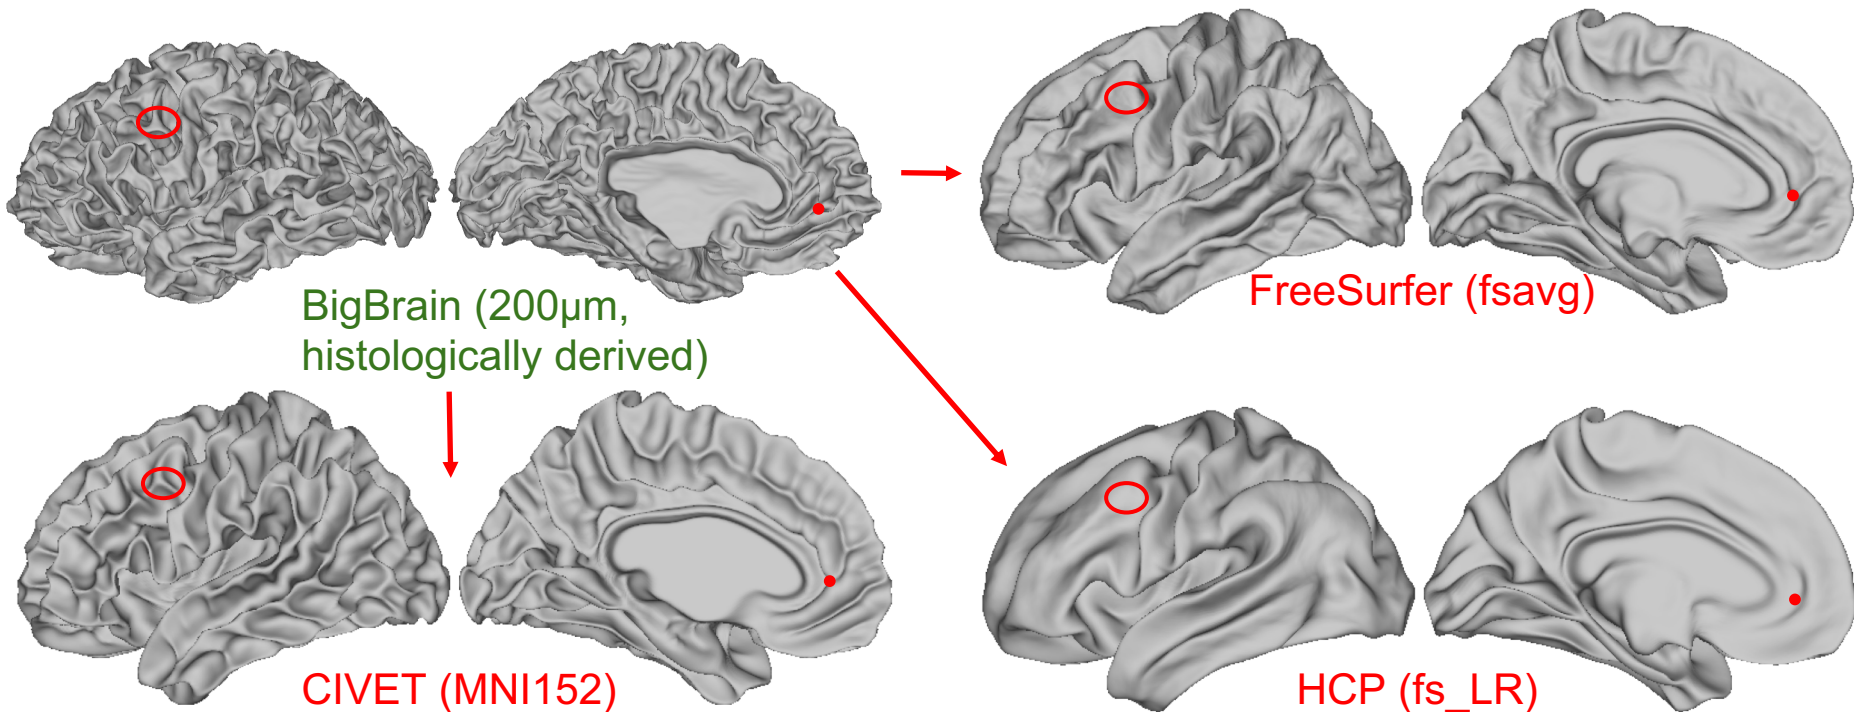 BigBrain (200µm,
histologically derived)
FreeSurfer (fsavg)
CIVET (MNI152)
HCP (fs_LR)